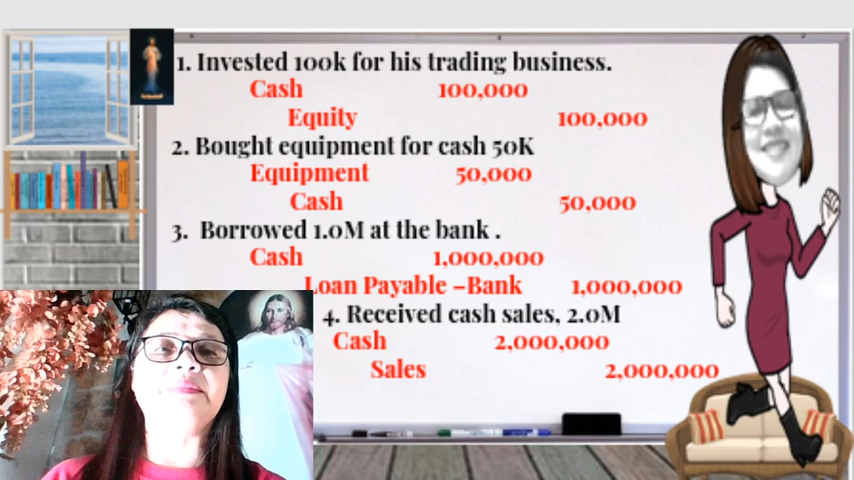 1. Invested 100k for his trading business.
Cash 100,000
Equity 100,000
2. Bought equipment for cash 50K
Equipment 50,000
Cash 50,000
3. Borrowed 1.0M at the bank .
Cash 1,000,000
Loan Payable –Bank 1,000,000
4. Received cash sales, 2.0M
Cash 2,000,000
Sales 2,000,000